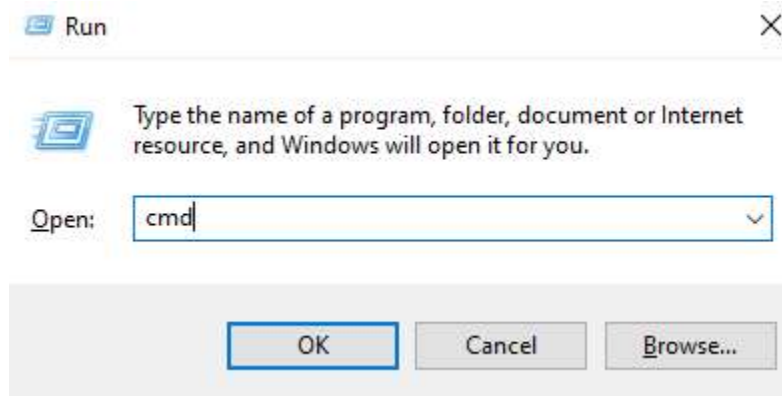 Run
Type the name of a program, folder, document or Internet
resource, and Windows will open it for you.
Open: cmd
OK Cancel Browse...